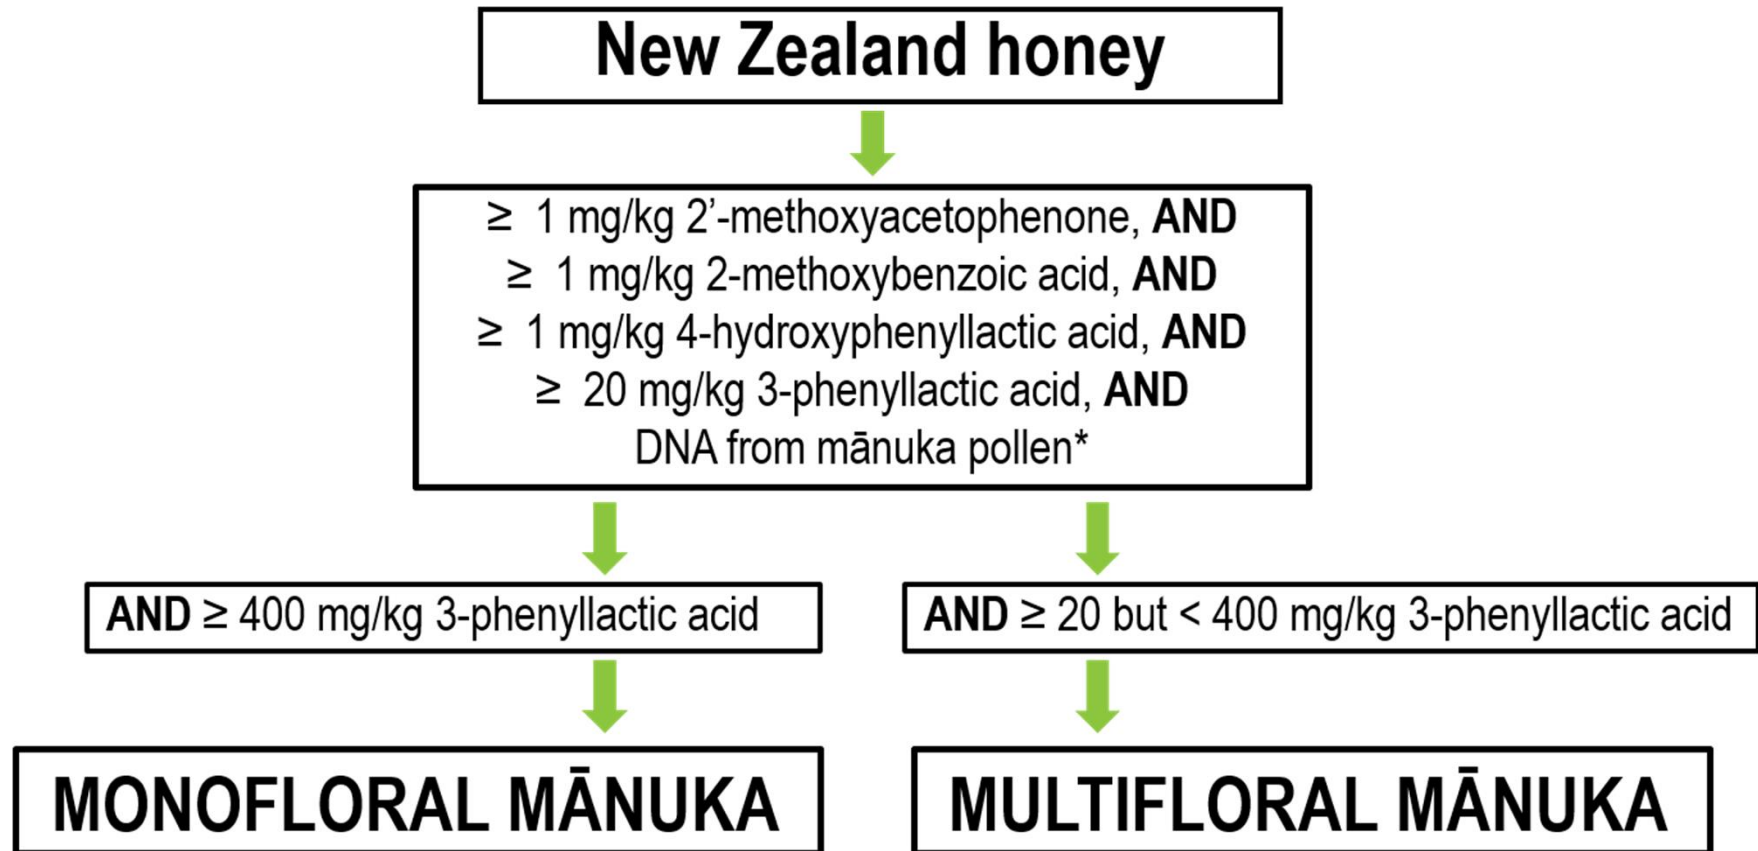 New Zealand honey
≥ 1 mg/kg 2’-methoxyacetophenone, AND
≥ 1 mg/kg 2-methoxybenzoic acid, AND
≥ 1 mg/kg 4-hydroxyphenyllactic acid, AND
≥ 20 mg/kg 3-phenyllactic acid, AND
DNA from mānuka pollen*
AND ≥ 400 mg/kg 3-phenyllactic acid
AND ≥ 20 but < 400 mg/kg 3-phenyllactic acid
MONOFLORAL MĀNUKA
MULTIFLORAL MĀNUKA